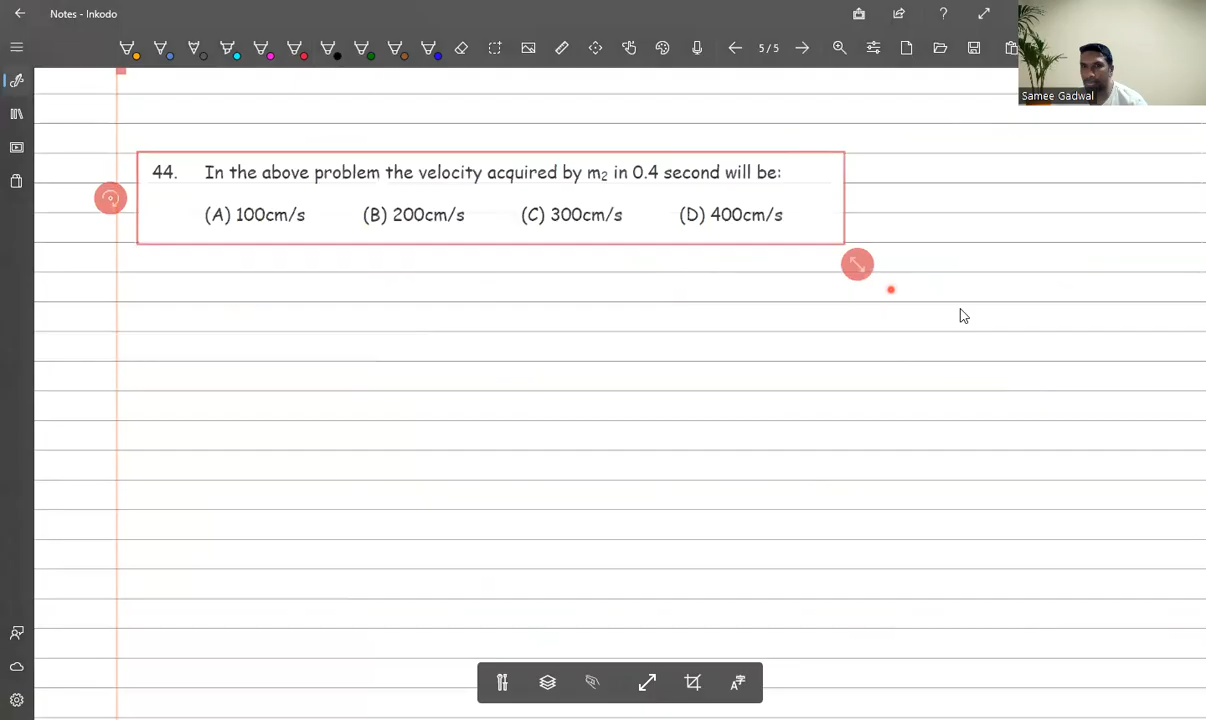 Notes - Inkodo
5/5
Samee Gadwal
44. In the above problem the velocity acquired by m₂ in 0.4 second will be:
(A) 100cm/s (B) 200cm/s (C) 300cm/s (D) 400cm/s